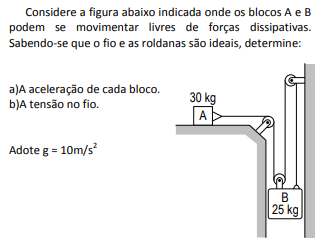 Considere a figura abaixo indicada onde os blocos A e B
podem se movimentar livres de forças dissipativas.
Sabendo-se que o fio e as roldanas são ideais, determine:
a)A aceleração de cada bloco.
b)A tensão no fio.
30 kg
A
Adote g = 10m/s²
B
25 kg